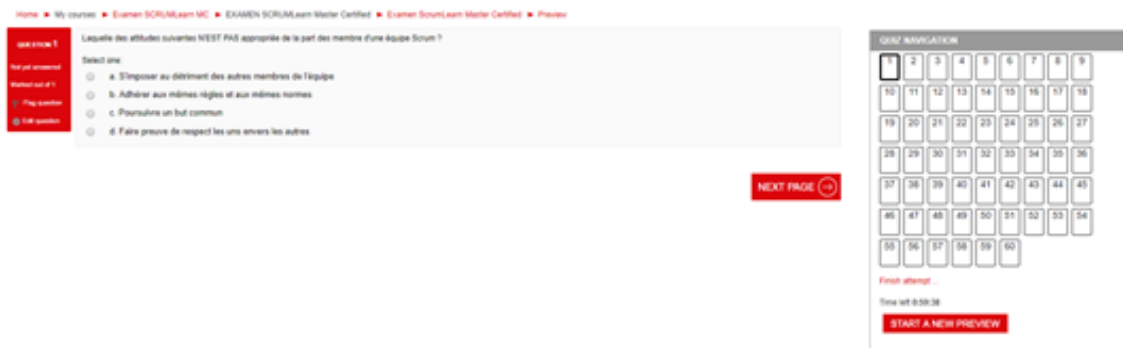 Home ► My courses ► Examen SCRUMLearn MC ► EXAMEN SCRUMLearn Master Certified ► Examen ScrumLearn Master Certified ► Preview
QUESTION 1
Not yet answered
Marked out of 1
Flag question
Edit question
Laquelle des attitudes suivantes N'EST PAS appropriée de la part des membre d'une équipe Scrum ?
Select one:
a. S'imposer au détriment des autres membres de l'équipe
b. Adhérer aux mêmes règles et aux mêmes normes
c. Poursuivre un but commun
d. Faire preuve de respect les uns envers les autres
NEXT PAGE
QUIZ NAVIGATION
1 2 3 4 5 6 7 8 9
10 11 12 13 14 15 16 17 18
19 20 21 22 23 24 25 26 27
28 29 30 31 32 33 34 35 36
37 38 39 40 41 42 43 44 45
46 47 48 49 50 51 52 53 54
55 56 57 58 59 60
Finish attempt ...
Time left 0:59:38
START A NEW PREVIEW